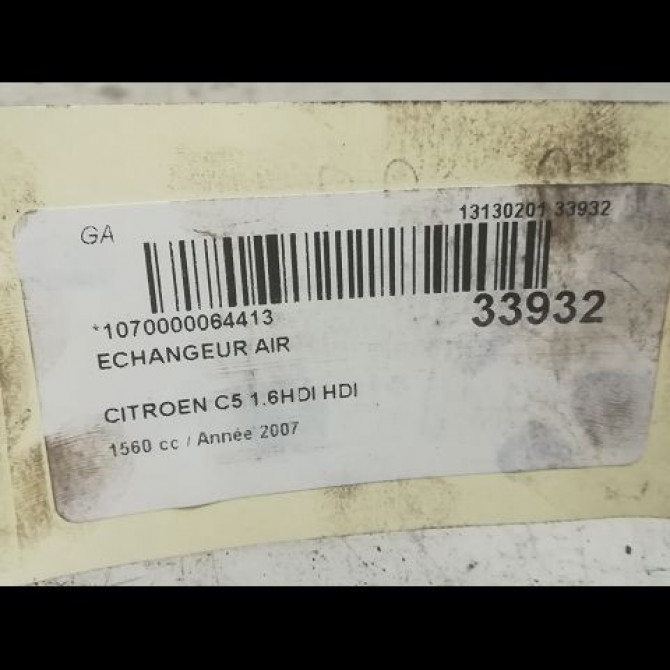 GA
13130201 33932
*1070000064413
33932
ECHANGEUR AIR
CITROEN C5 1.6HDI HDI
1560 cc / Année 2007